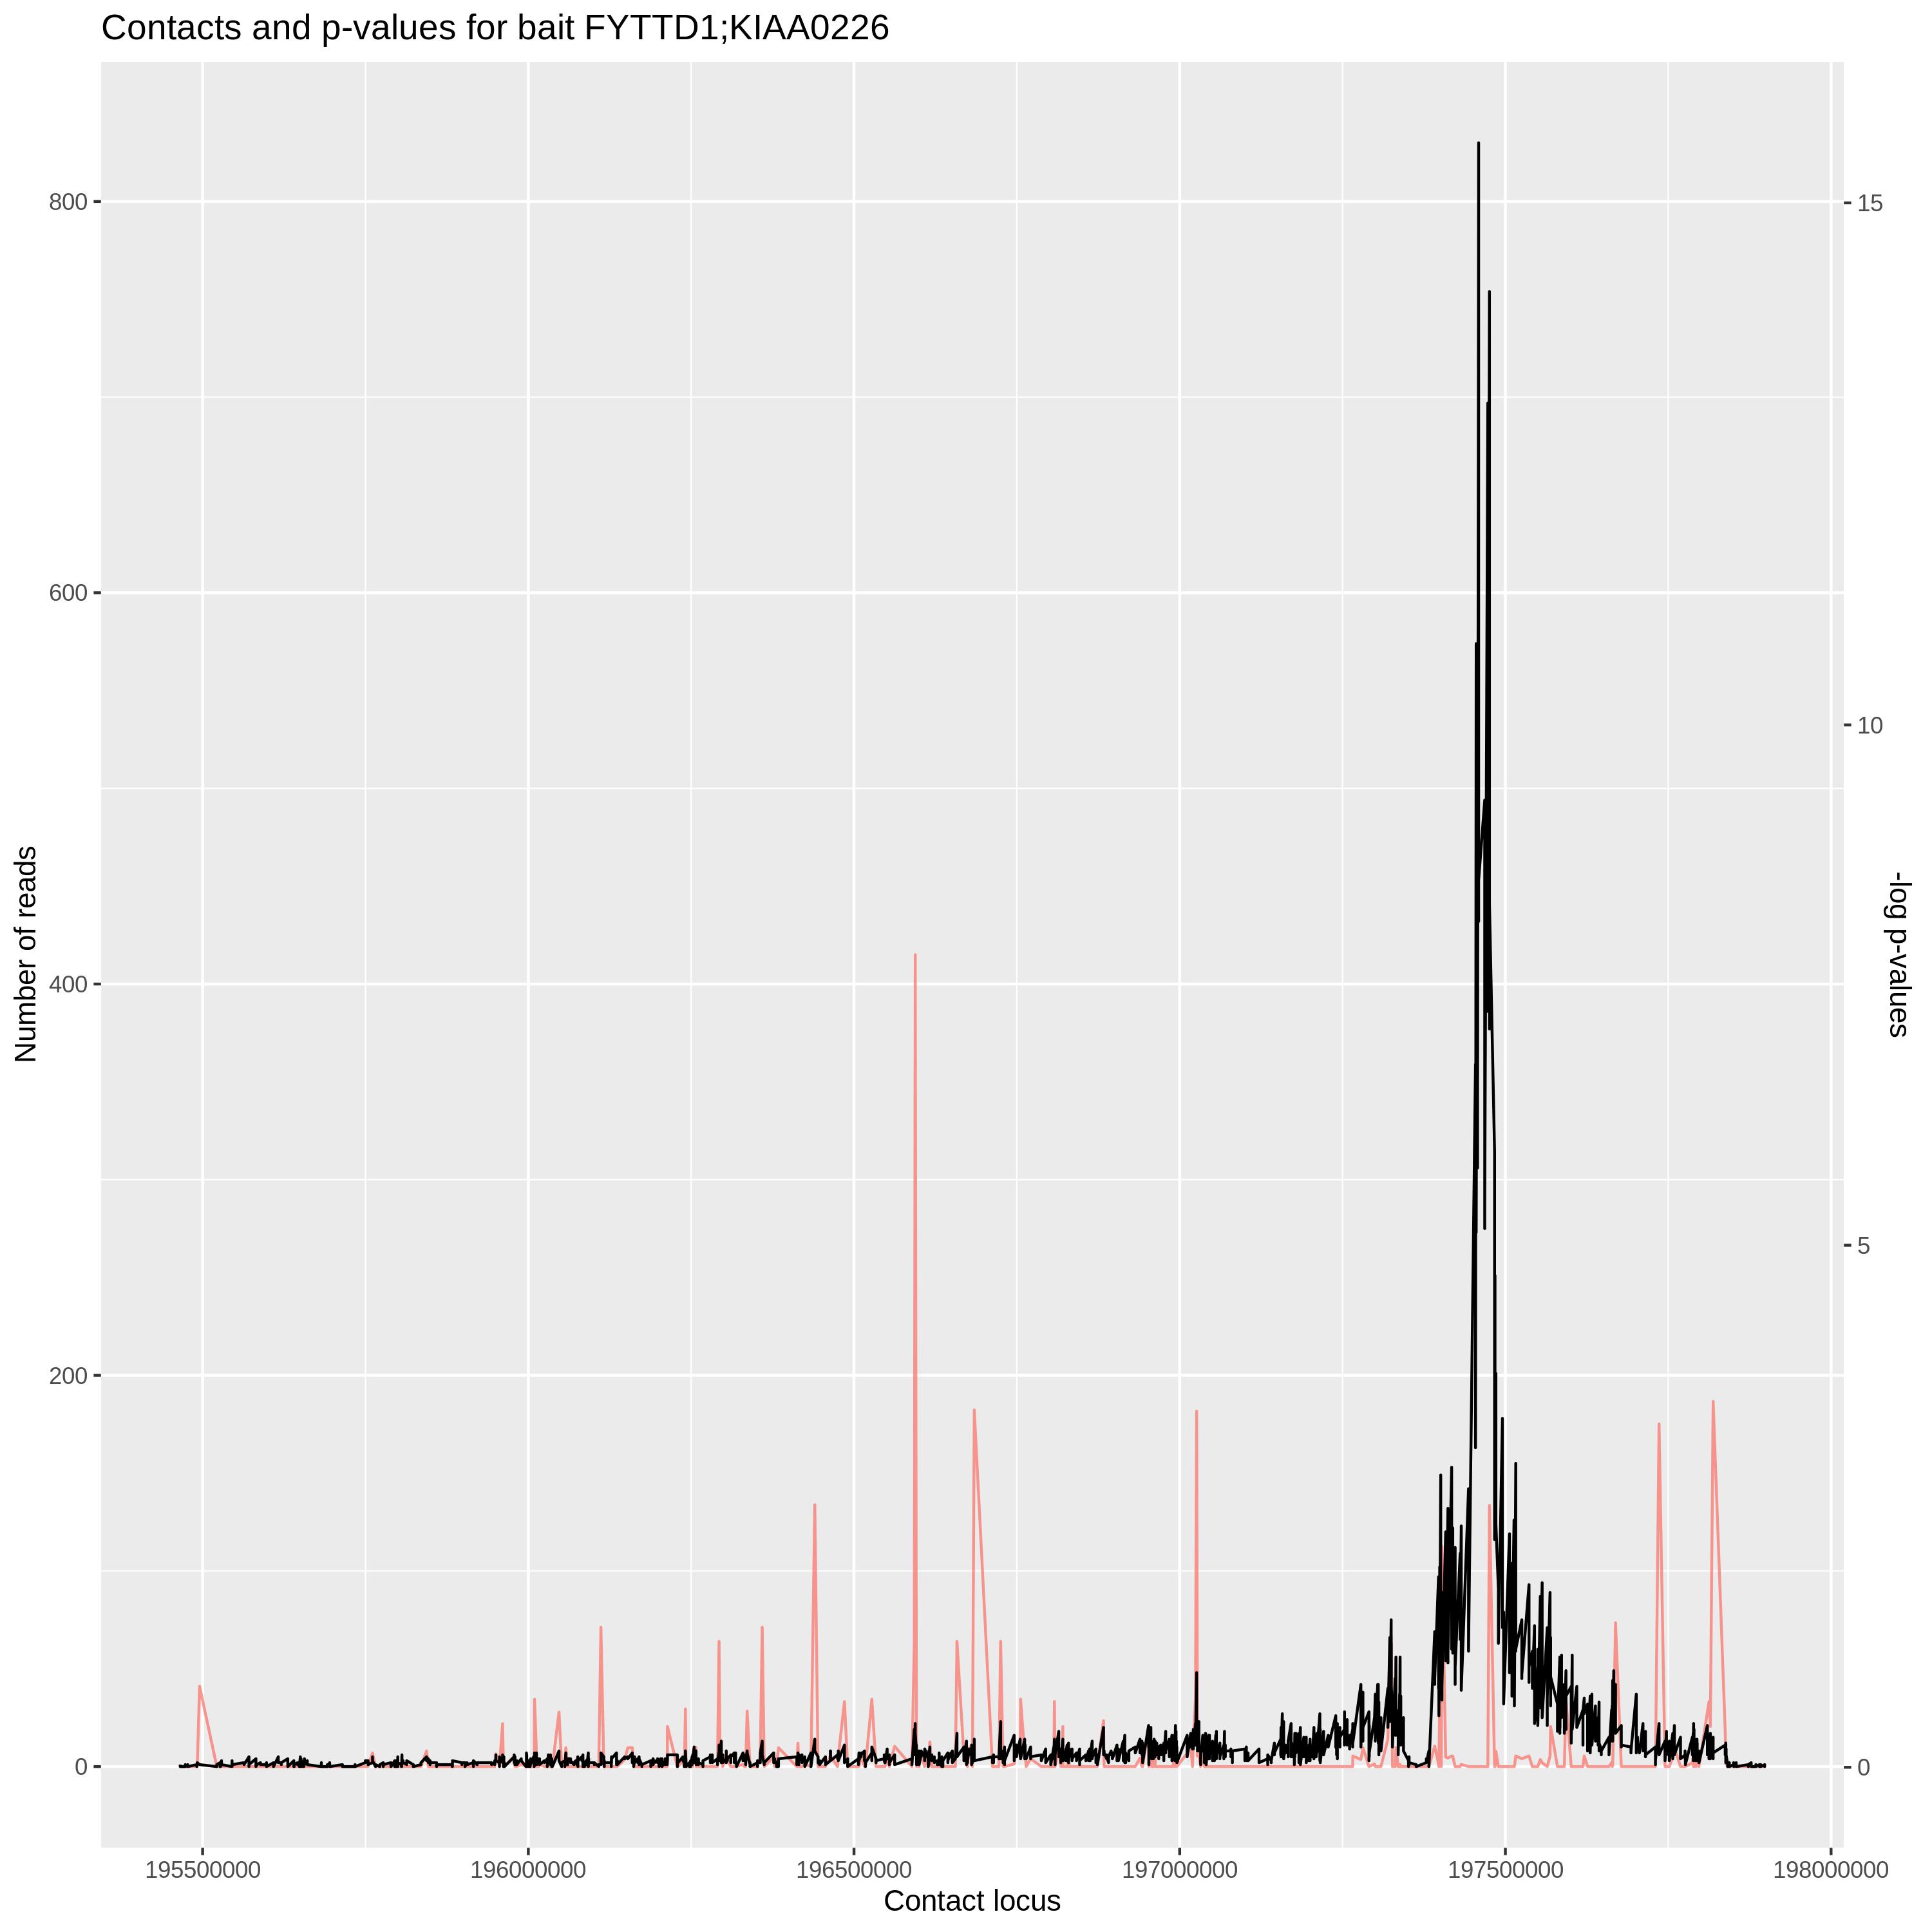 Contacts and p-values for bait FYTTD1;KIAA0226
800
600
400
200
0
Number of reads
15
10
5
0
-log p-values
195500000 196000000 196500000 197000000 197500000 198000000
Contact locus